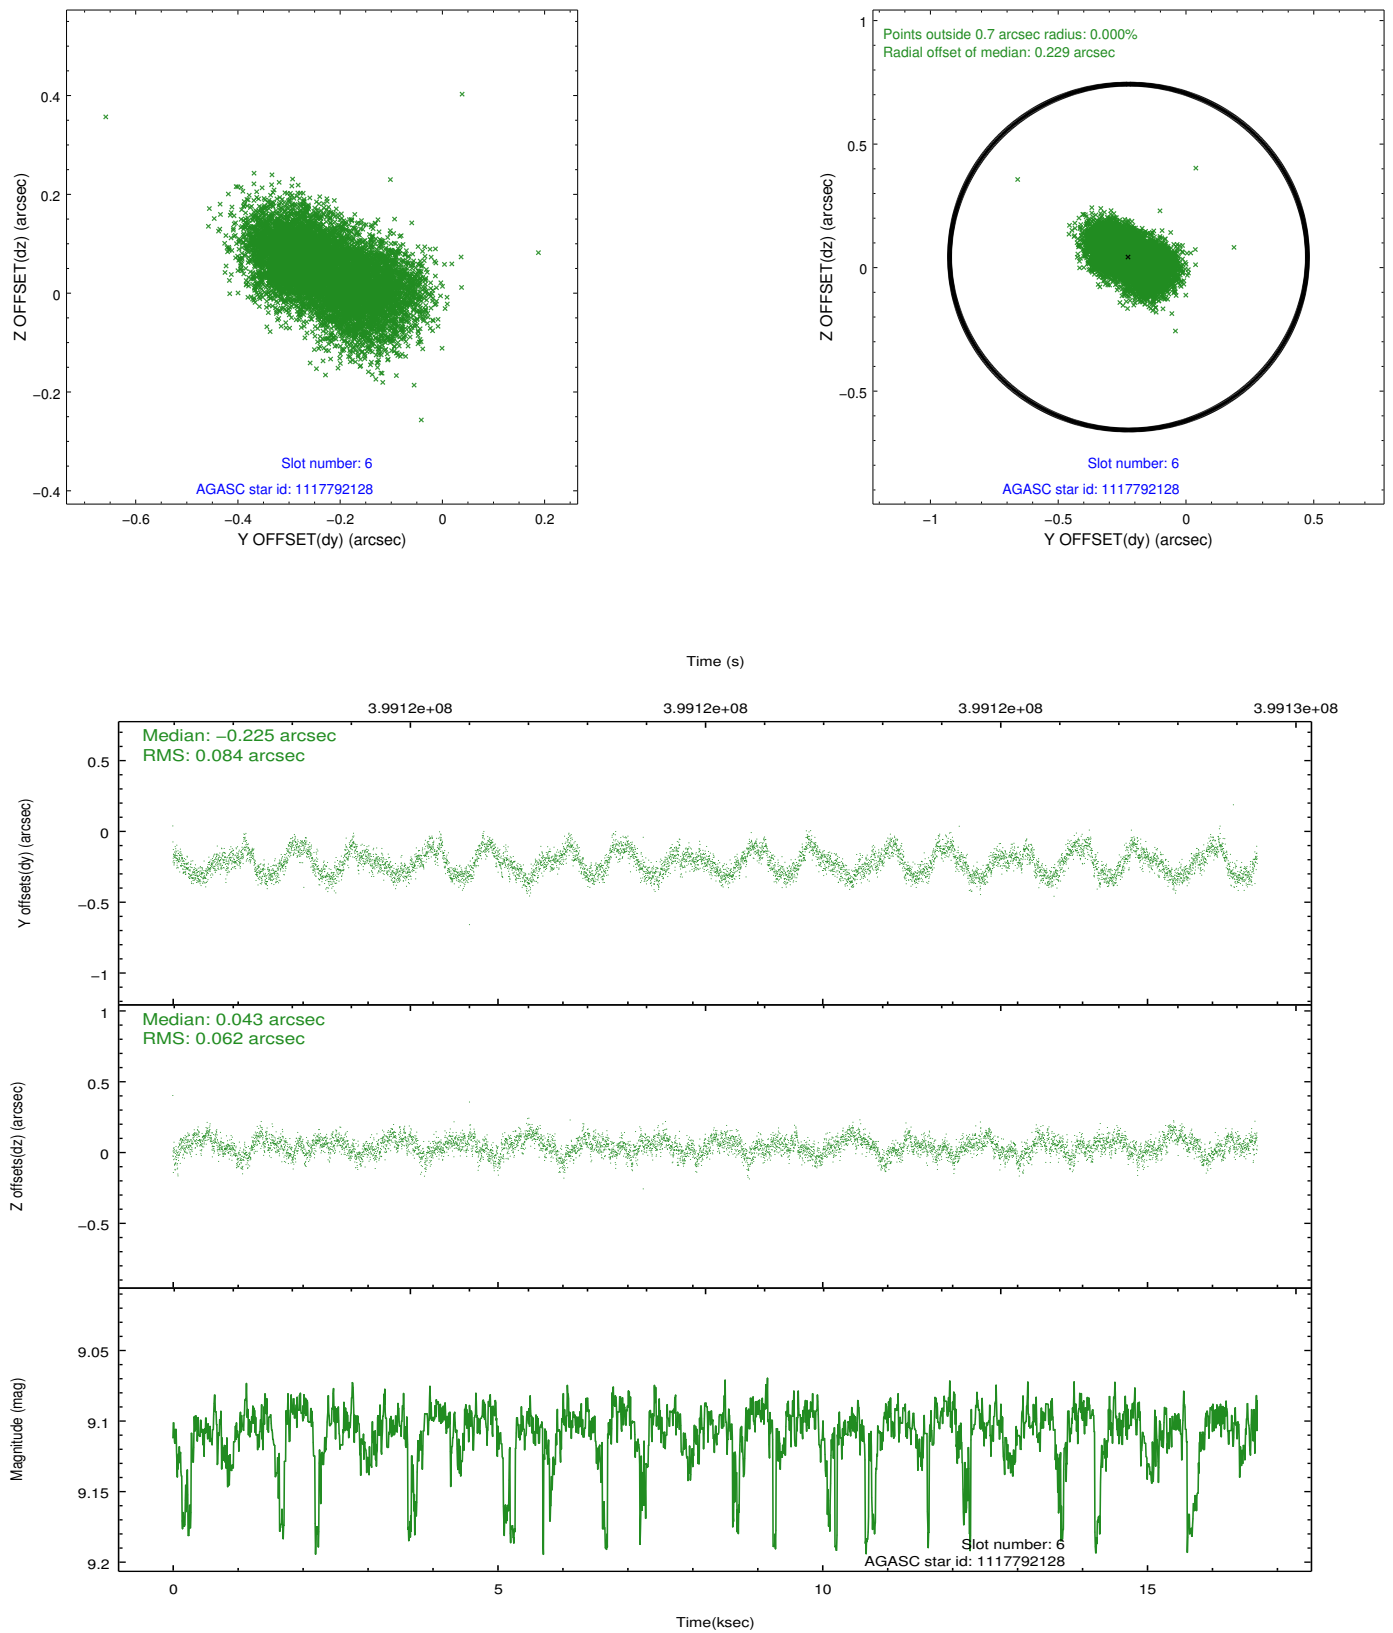 0.4
0.2
0
−0.2
−0.4
Z OFFSET(dz) (arcsec)
Slot number: 6
AGASC star id: 1117792128
−0.6
−0.4
−0.2
0
0.2
Y OFFSET(dy) (arcsec)
Points outside 0.7 arcsec radius: 0.000%
Radial offset of median: 0.229 arcsec
1
0.5
0
−0.5
Z OFFSET(dz) (arcsec)
Slot number: 6
AGASC star id: 1117792128
−1
−0.5
0
0.5
Y OFFSET(dy) (arcsec)
Time (s)
3.9912e+08
3.9912e+08
3.9912e+08
3.9913e+08
Median: −0.225 arcsec
RMS: 0.084 arcsec
0.5
0
−0.5
−1
Y offsets(dy) (arcsec)
Median: 0.043 arcsec
RMS: 0.062 arcsec
1
0.5
0
−0.5
Z offsets(dz) (arcsec)
9.05
9.1
9.15
9.2
Magnitude (mag)
Slot number: 6
AGASC star id: 1117792128
0
5
10
15
Time(ksec)